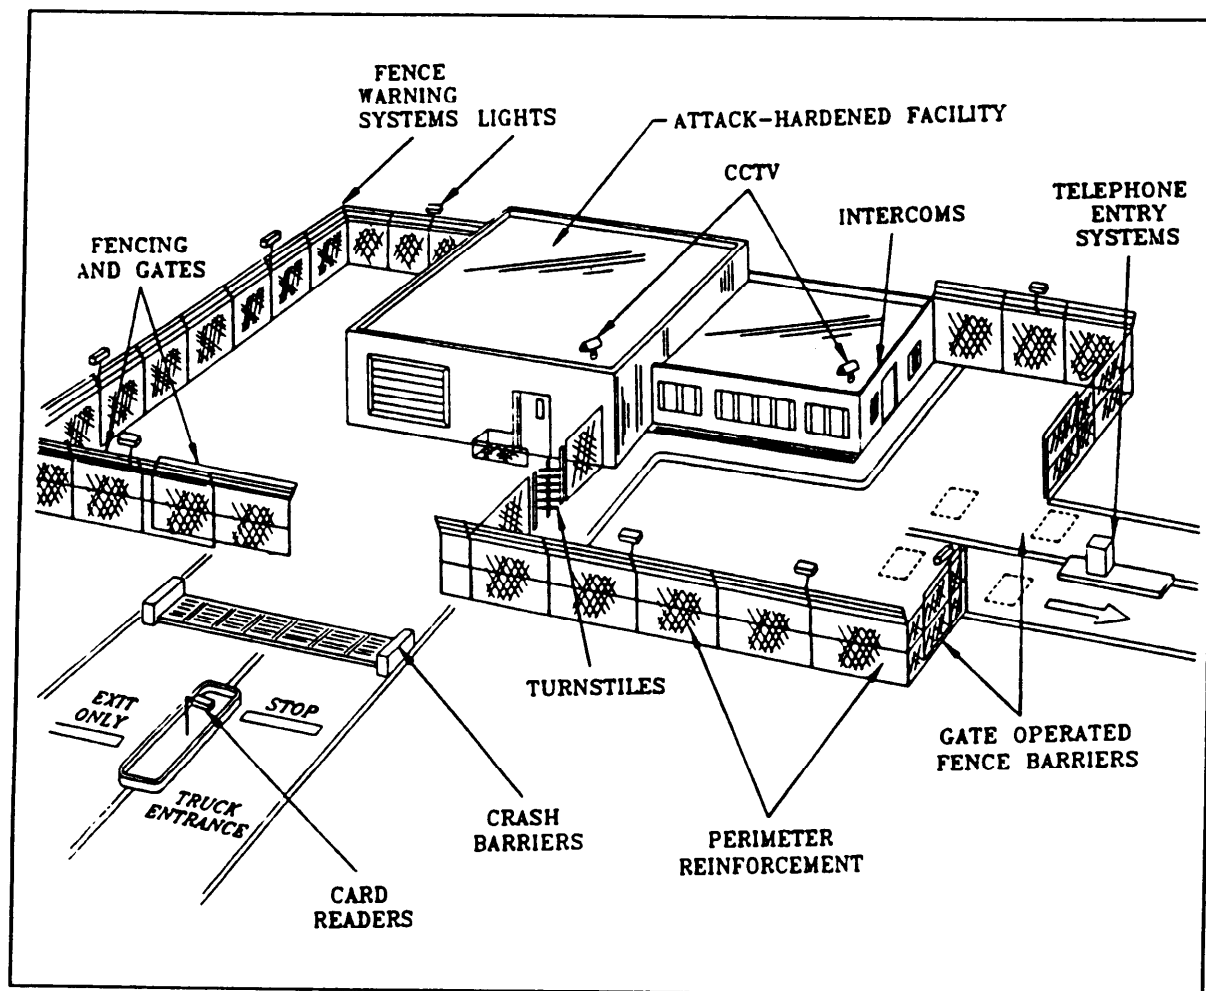 FENCE
WARNING
SYSTEMS
LIGHTS
ATTACK-HARDENED FACILITY
CCTV
INTERCOMS
TELEPHONE
ENTRY
SYSTEMS
FENCING
AND GATES
TURNSTILES
EXIT
ONLY
STOP
TRUCK
ENTRANCE
GATE OPERATED
FENCE BARRIERS
CRASH
BARRIERS
PERIMETER
REINFORCEMENT
CARD
READERS